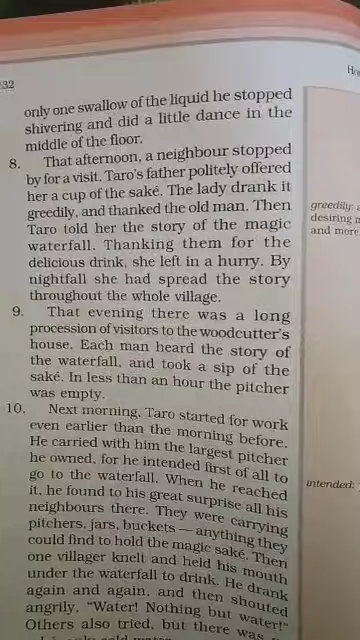 32
only one swallow of the liquid he stopped
shivering and did a little dance in the
middle of the floor.
8. That afternoon, a neighbour stopped
by for a visit. Taro's father politely offered
her a cup of the saké. The lady drank it
greedily, and thanked the old man. Then
Taro told her the story of the magic
waterfall. Thanking them for the
delicious drink, she left in a hurry. By
nightfall she had spread the story
throughout the whole village.
9. That evening there was a long
procession of visitors to the woodcutter's
house. Each man heard the story of
the waterfall, and took a sip of the
saké. In less than an hour the pitcher
was empty.
10. Next morning, Taro started for work
even earlier than the morning before.
He carried with him the largest pitcher
he owned, for he intended first of all to
go to the waterfall. When he reached
it, he found to his great surprise all his
neighbours there. They were carrying
pitchers, jars, buckets — anything they
could find to hold the magic saké. Then
one villager knelt and held his mouth
under the waterfall to drink. He drank
again and again, and then shouted
angrily, “Water! Nothing but water!”
Others also tried, but there was
greedily:
desiring
and more
intended: